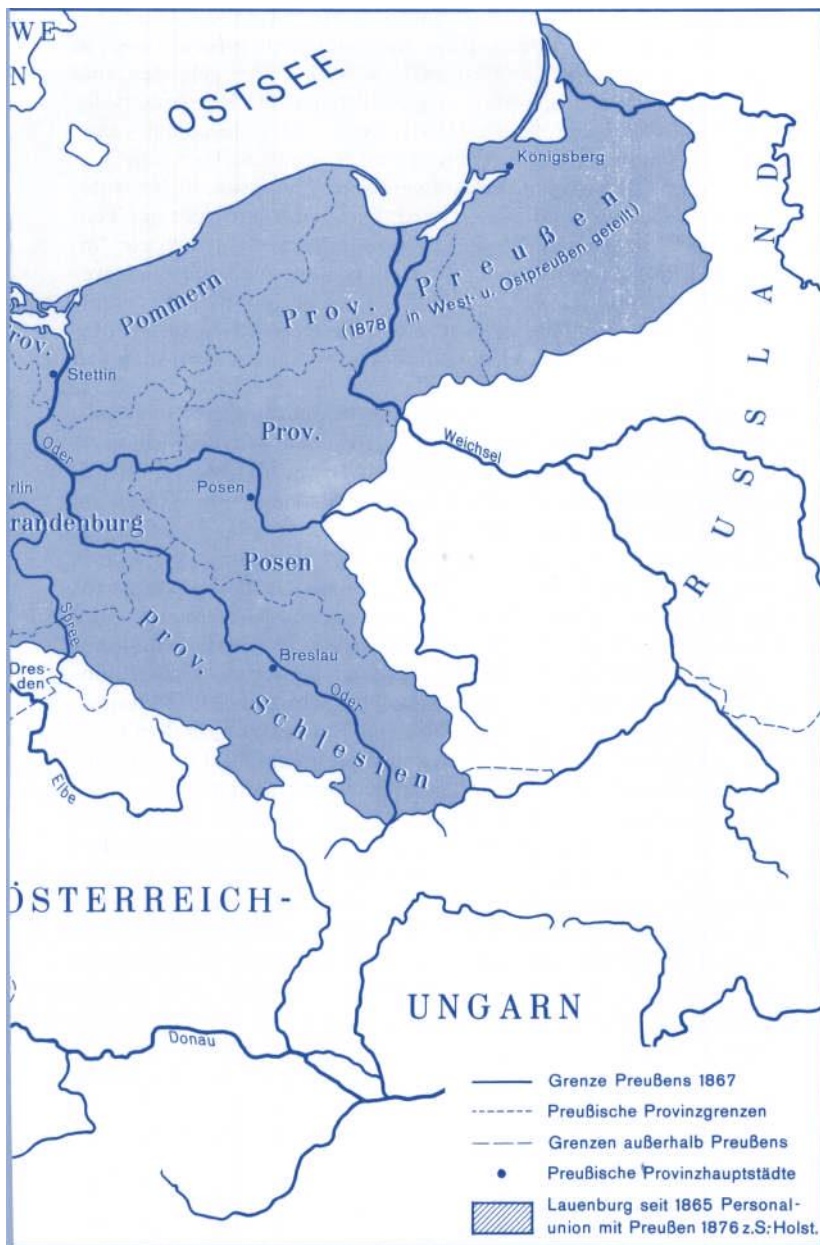 WE
N
OSTSEE
Königsberg
Pommern
Prov. Preußen
(1878 in West- u. Ostpreußen geteilt)
rov.
Stettin
Oder
Prov.
Weichsel
RUSSLAND
rlin
Posen
randenburg
Posen
Spree
Prov. Schlesien
Breslau
Oder
Dres-
den
Elbe
ÖSTERREICH-
UNGARN
Donau
Grenze Preußens 1867
Preußische Provinzgrenzen
Grenzen außerhalb Preußens
Preußische Provinzhauptstädte
Lauenburg seit 1865 Personal-
union mit Preußen 1876 z.S.-Holst.